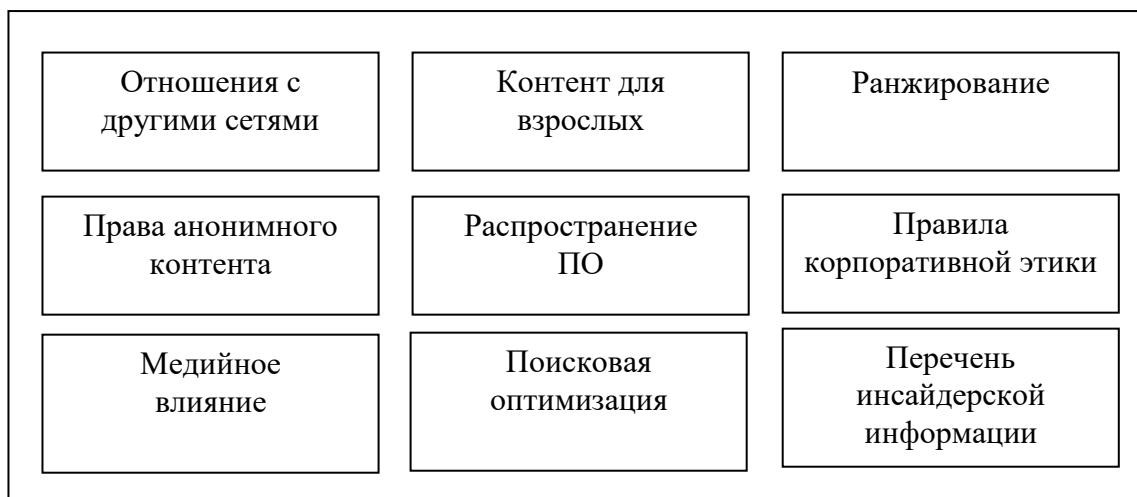 Отношения с
другими сетями
Контент для
взрослых
Ранжирование
Права анонимного
контента
Распространение
ПО
Правила
корпоративной этики
Медийное
влияние
Поисковая
оптимизация
Перечень
инсайдерской
информации